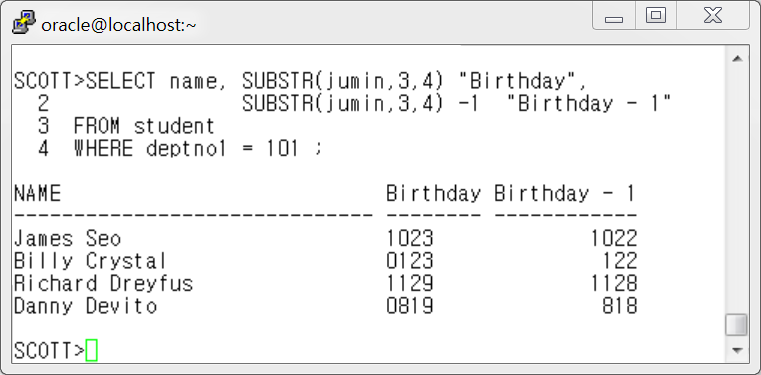 oracle@localhost:~
SCOTT>SELECT name, SUBSTR(jumin,3,4) "Birthday",
  2                SUBSTR(jumin,3,4) -1  "Birthday - 1"
  3  FROM student
  4  WHERE deptno1 = 101 ;
NAME                           Birthday Birthday - 1
------------------------------ -------- ------------
James Seo                      1023             1022
Billy Crystal                  0123              122
Richard Dreyfus                1129             1128
Danny Devito                   0819              818
SCOTT>